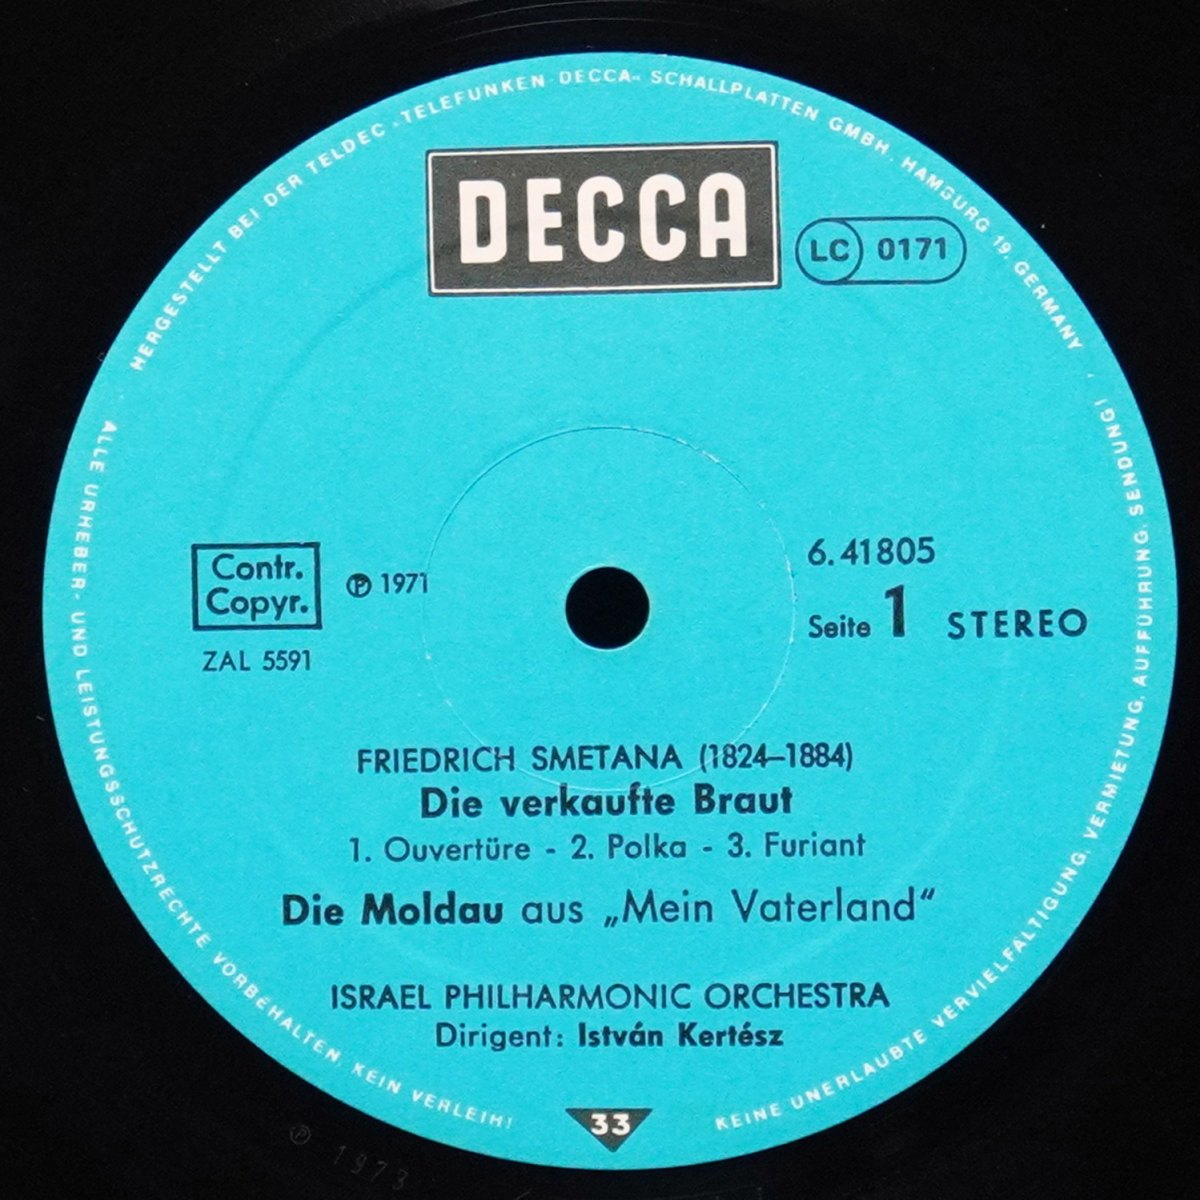 HERGESTELLT BEI DER TELDEC »TELEFUNKEN-DECCA« SCHALLPLATTEN GMBH, HAMBURG 19, GERMANY
DECCA
LC 0171
Contr.
Copyr.
℗ 1971
ZAL 5591
6.41805
Seite 1 STEREO
FRIEDRICH SMETANA (1824–1884)
Die verkaufte Braut
1. Ouvertüre - 2. Polka - 3. Furiant
Die Moldau aus „Mein Vaterland“
ISRAEL PHILHARMONIC ORCHESTRA
Dirigent: István Kertész
33
ALLE URHEBER- UND LEISTUNGSSCHUTZRECHTE VORBEHALTEN, KEIN VERLEIH!
KEINE UNERLAUBTE VERVIELFALTIGUNG, VERMIETUNG, AUFFUHRUNG, SENDUNG!
℗ 1973